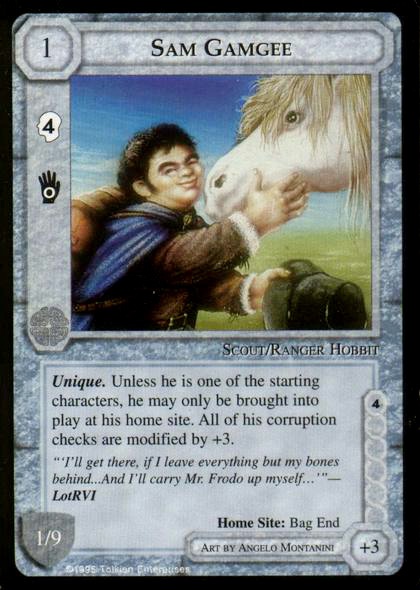 1
SAM GAMGEE
4
0
SCOUT/RANGER HOBBIT
Unique. Unless he is one of the starting
characters, he may only be brought into
play at his home site. All of his corruption
checks are modified by +3.
4
“‘I'll get there, if I leave everything but my bones
behind...And I'll carry Mr. Frodo up myself...’”—
LotRVI
Home Site: Bag End
1/9
ART BY ANGELO MONTANINI
+3
©1995 Tolkien Enterprises